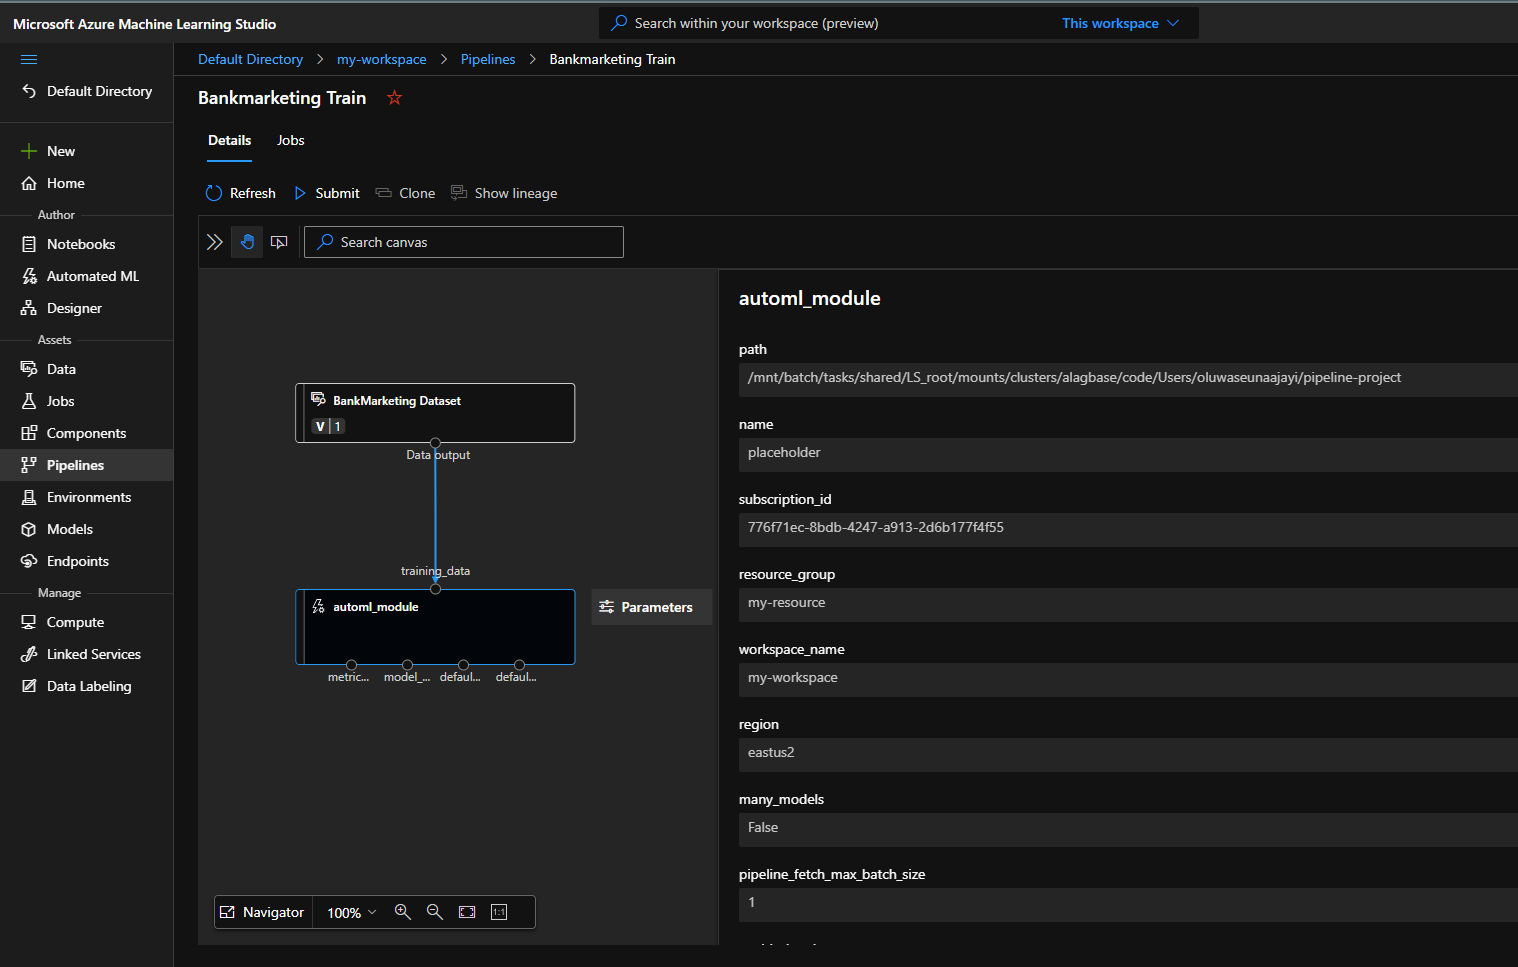 Microsoft Azure Machine Learning Studio
Search within your workspace (preview)
This workspace
Default Directory
Default Directory > my-workspace > Pipelines > Bankmarketing Train
Bankmarketing Train
Details
Jobs
New
Home
Author
Notebooks
Automated ML
Designer
Assets
Data
Jobs
Components
Pipelines
Environments
Models
Endpoints
Manage
Compute
Linked Services
Data Labeling
Refresh
Submit
Clone
Show lineage
Search canvas
BankMarketing Dataset
V 1
Data output
training_data
automl_module
Parameters
metric...
model_...
defaul...
defaul...
Navigator
100%
1:1
automl_module
path
/mnt/batch/tasks/shared/LS_root/mounts/clusters/alagbase/code/Users/oluwaseunaajayi/pipeline-project
name
placeholder
subscription_id
776f71ec-8bdb-4247-a913-2d6b177f4f55
resource_group
my-resource
workspace_name
my-workspace
region
eastus2
many_models
False
pipeline_fetch_max_batch_size
1